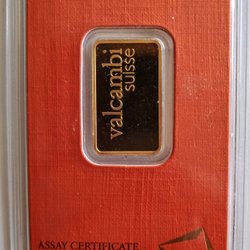 valcambi
suisse
ASSAY CERTIFICATE